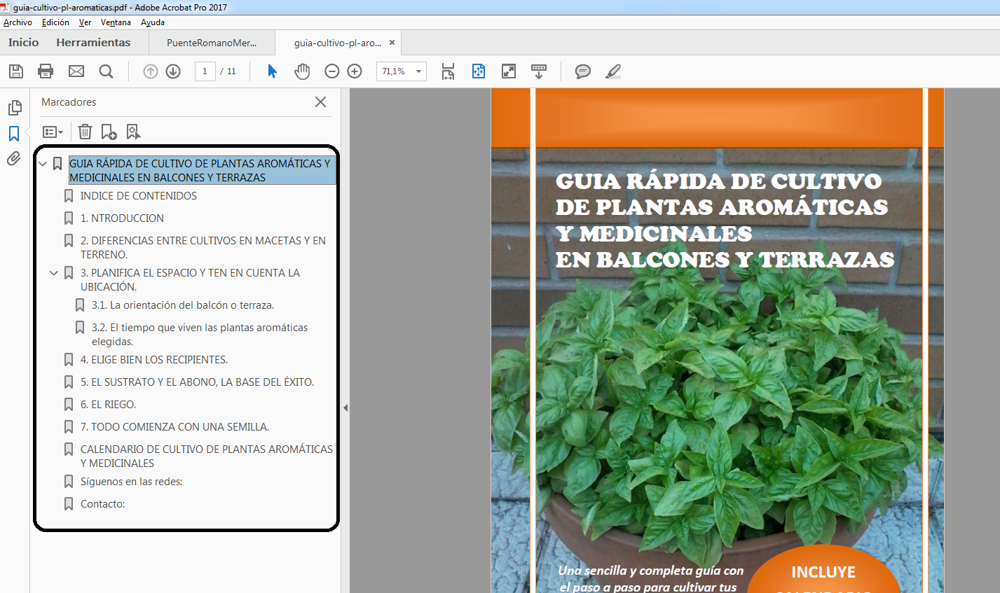 guia-cultivo-pl-aromaticas.pdf - Adobe Acrobat Pro 2017
Archivo Edición Ver Ventana Ayuda
Inicio Herramientas PuenteRomanoMer... guia-cultivo-pl-aro... ×
1 / 11 71,1%
Marcadores
GUIA RÁPIDA DE CULTIVO DE PLANTAS AROMÁTICAS Y
MEDICINALES EN BALCONES Y TERRAZAS
INDICE DE CONTENIDOS
1. NTRODUCCION
2. DIFERENCIAS ENTRE CULTIVOS EN MACETAS Y EN
TERRENO.
3. PLANIFICA EL ESPACIO Y TEN EN CUENTA LA
UBICACIÓN.
3.1. La orientación del balcón o terraza.
3.2. El tiempo que viven las plantas aromáticas
elegidas.
4. ELIGE BIEN LOS RECIPIENTES.
5. EL SUSTRATO Y EL ABONO, LA BASE DEL ÉXITO.
6. EL RIEGO.
7. TODO COMIENZA CON UNA SEMILLA.
CALENDARIO DE CULTIVO DE PLANTAS AROMÁTICAS
Y MEDICINALES
Síguenos en las redes:
Contacto:
GUIA RÁPIDA DE CULTIVO
DE PLANTAS AROMÁTICAS
Y MEDICINALES
EN BALCONES Y TERRAZAS
Una sencilla y completa guía con
el paso a paso para cultivar tus
INCLUYE
CALENDARIO